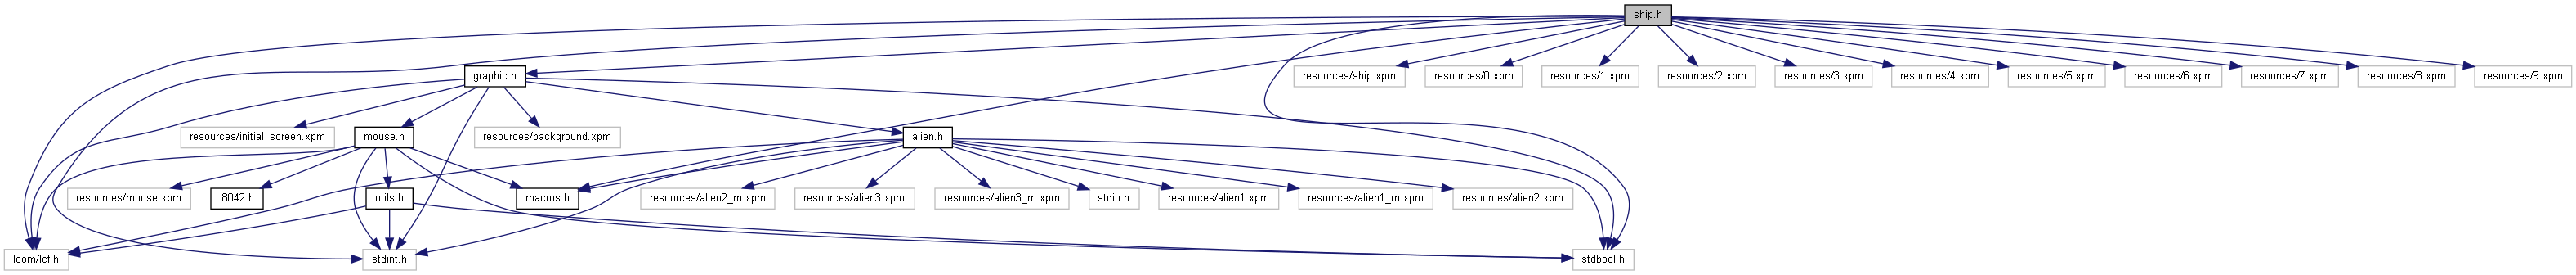 ship.h
graphic.h
resources/ship.xpm
resources/0.xpm
resources/1.xpm
resources/2.xpm
resources/3.xpm
resources/4.xpm
resources/5.xpm
resources/6.xpm
resources/7.xpm
resources/8.xpm
resources/9.xpm
resources/initial_screen.xpm
mouse.h
resources/background.xpm
alien.h
resources/mouse.xpm
i8042.h
utils.h
macros.h
resources/alien2_m.xpm
resources/alien3.xpm
resources/alien3_m.xpm
stdio.h
resources/alien1.xpm
resources/alien1_m.xpm
resources/alien2.xpm
lcom/lcf.h
stdint.h
stdbool.h